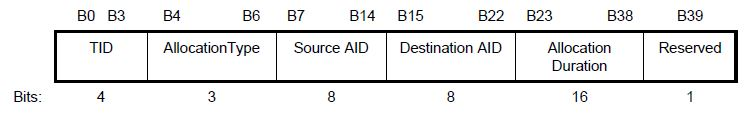 B0 B3 B4 B6 B7 B14 B15 B22 B23 B38 B39
TID AllocationType Source AID Destination AID Allocation Duration Reserved
Bits: 4 3 8 8 16 1